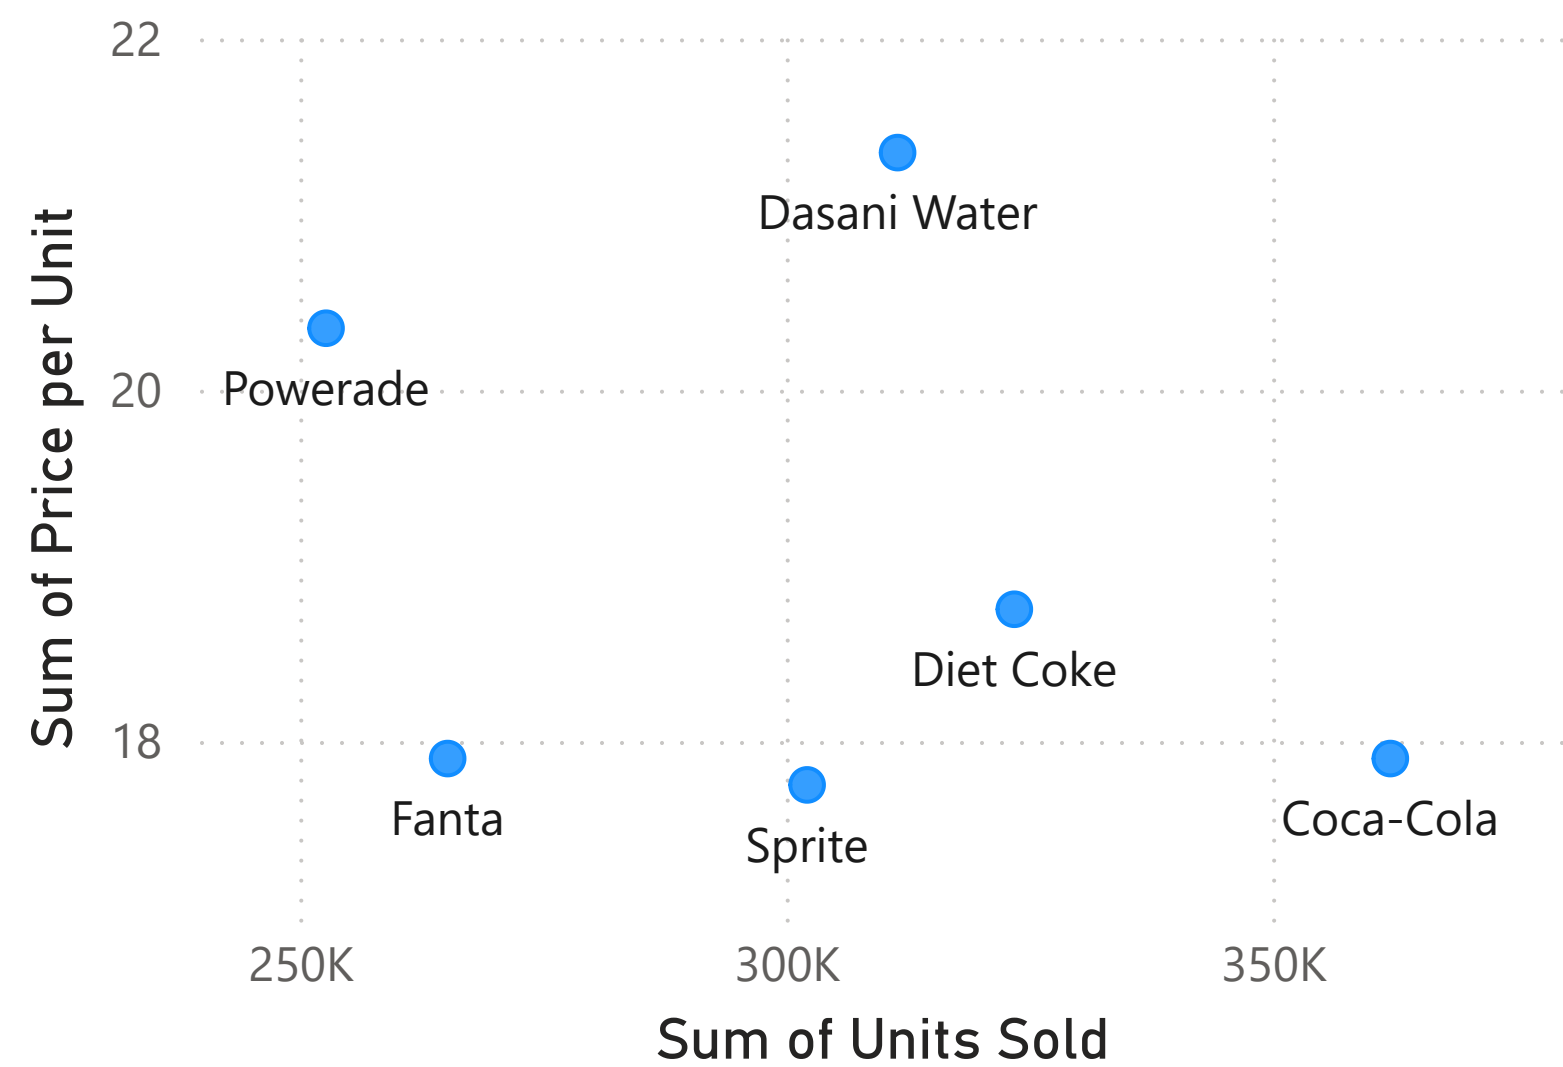 22
Dasani Water
Sum of Price per Unit
Powerade
20
Diet Coke
18
Fanta
Sprite
Coca-Cola
250K
300K
350K
Sum of Units Sold